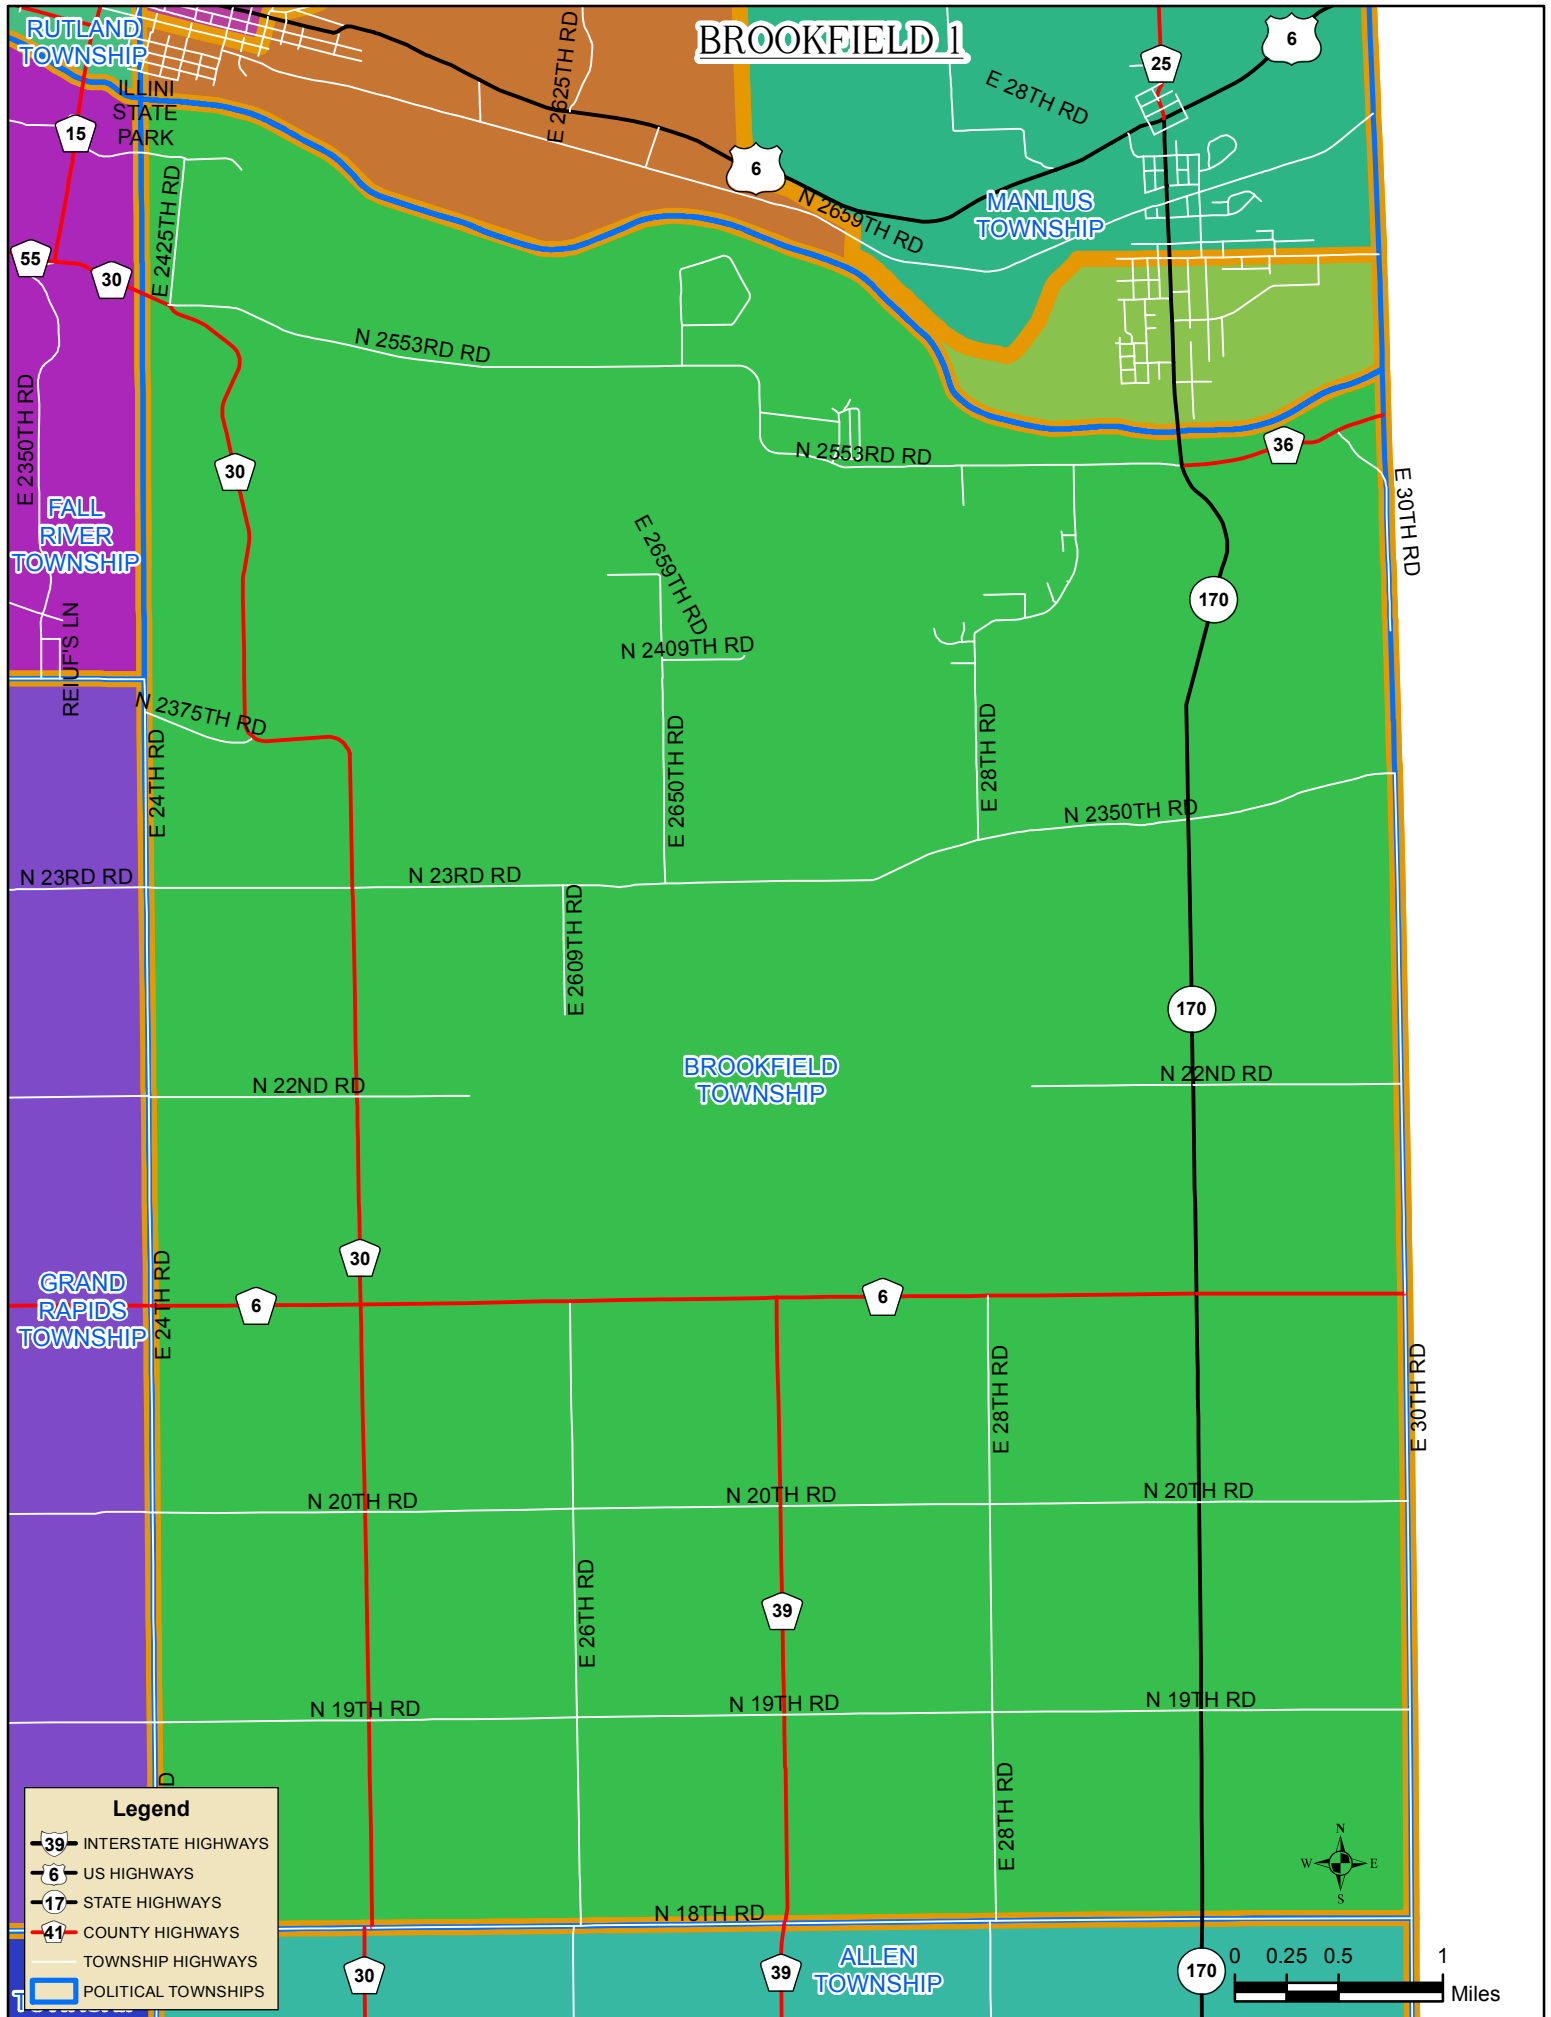 BROOKFIELD 1
RUTLAND
TOWNSHIP
ILLINI
STATE
PARK
15
E 2425TH RD
E 2625TH RD
6
25
6
E 28TH RD
MANLIUS
TOWNSHIP
N 2659TH RD
55
30
N 2553RD RD
E 2350TH RD
30
N 2553RD RD
36
E 30TH RD
FALL
RIVER
TOWNSHIP
E 2659TH RD
170
REIUF'S LN
N 2409TH RD
N 2375TH RD
E 24TH RD
E 2650TH RD
E 28TH RD
N 2350TH RD
N 23RD RD
N 23RD RD
E 2609TH RD
170
BROOKFIELD
TOWNSHIP
N 22ND RD
N 22ND RD
30
GRAND
RAPIDS
TOWNSHIP
E 24TH RD
6
6
E 28TH RD
E 30TH RD
N 20TH RD
N 20TH RD
N 20TH RD
E 26TH RD
39
N 19TH RD
N 19TH RD
N 19TH RD
E 28TH RD
D
Legend
39 INTERSTATE HIGHWAYS
6 US HIGHWAYS
17 STATE HIGHWAYS
41 COUNTY HIGHWAYS
TOWNSHIP HIGHWAYS
POLITICAL TOWNSHIPS
N 18TH RD
N
W E
S
30
39
ALLEN
TOWNSHIP
170
0 0.25 0.5 1
Miles